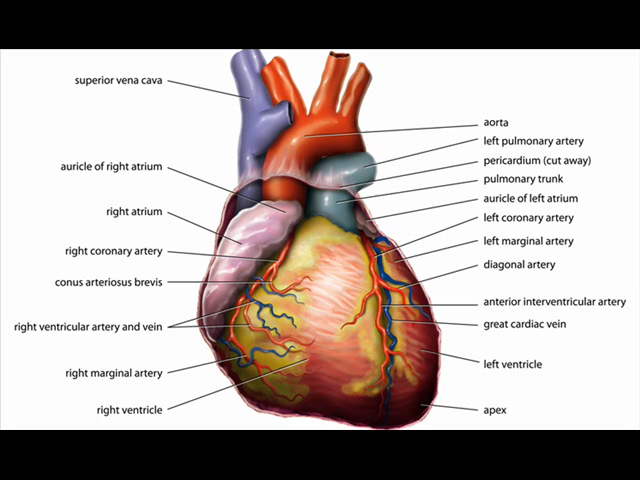 superior vena cava
auricle of right atrium
right atrium
right coronary artery
conus arteriosus brevis
right ventricular artery and vein
right marginal artery
right ventricle
aorta
left pulmonary artery
pericardium (cut away)
pulmonary trunk
auricle of left atrium
left coronary artery
left marginal artery
diagonal artery
anterior interventricular artery
great cardiac vein
left ventricle
apex